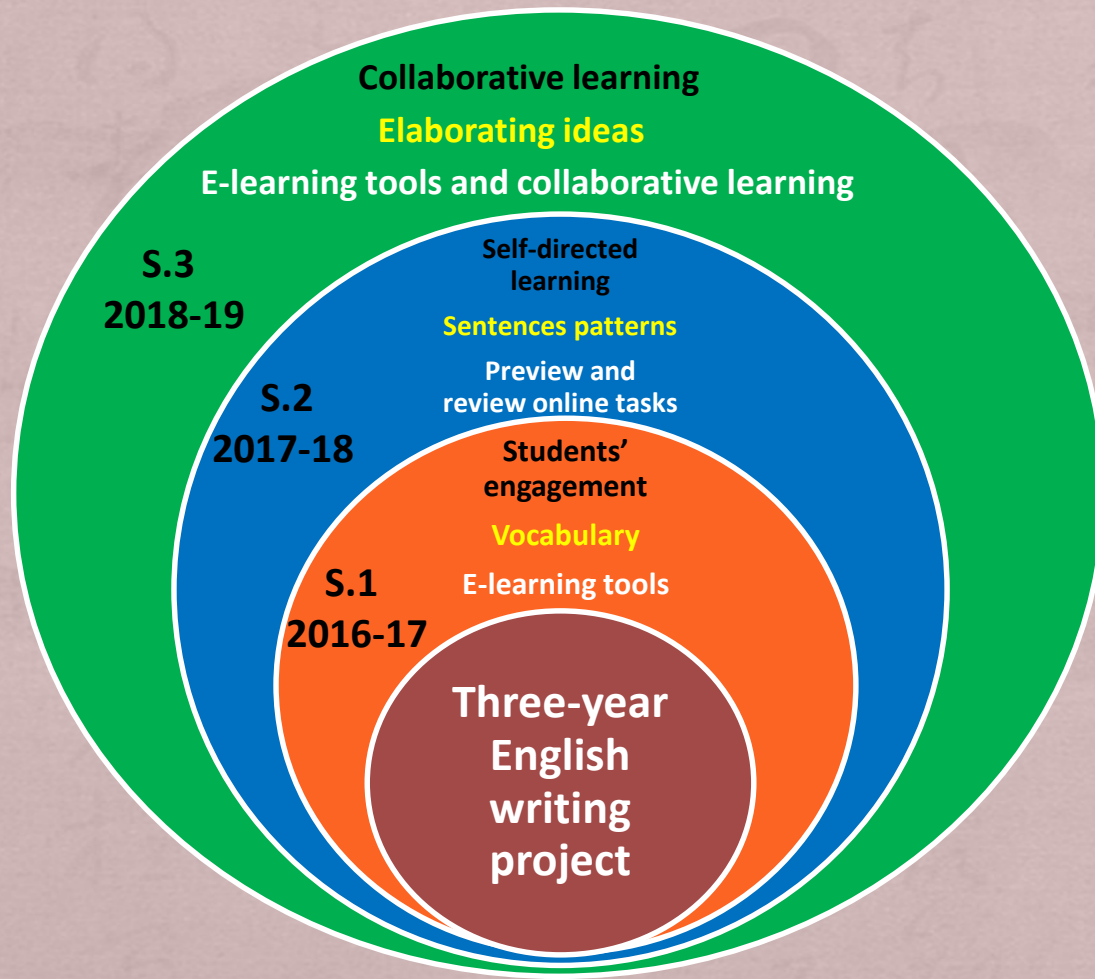 Collaborative learning
Elaborating ideas
E-learning tools and collaborative learning
S.3
2018-19
Self-directed
learning
Sentences patterns
Preview and
review online tasks
S.2
2017-18
Students’
engagement
Vocabulary
E-learning tools
S.1
2016-17
Three-year
English
writing
project